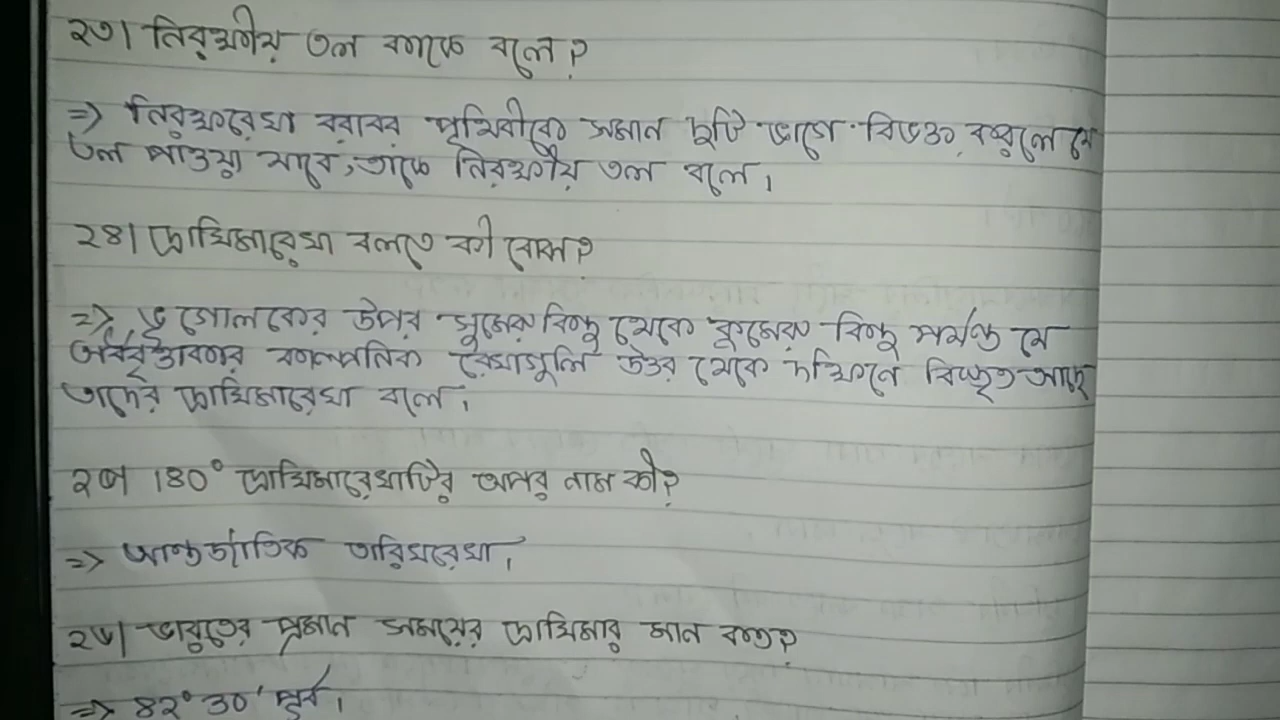 ২৩। নিরক্ষীয় তল কাকে বলে?
=> নিরক্ষরেখা বরাবর পৃথিবীকে সমান দুটি ভাগে বিভক্ত করলে যে
তল পাওয়া যাবে, তাকে নিরক্ষীয় তল বলে।
২৪। দ্রাঘিমারেখা বলতে কী বোঝ?
=> ভূগোলকের উপর সুমেরু বিন্দু থেকে কুমেরু বিন্দু পর্যন্ত যে
অর্ধবৃত্তাকার কাল্পনিক রেখাগুলি উত্তর থেকে দক্ষিনে বিস্তৃত আছে
তাদের দ্রাঘিমারেখা বলে।
২৫। 180° দ্রাঘিমারেখাটির অপর নাম কী?
=> আন্তর্জাতিক তারিখরেখা।
২৬। ভারতের প্রমান সময়ের দ্রাঘিমার মান কত?
=> ৪২° 30' পূর্ব।